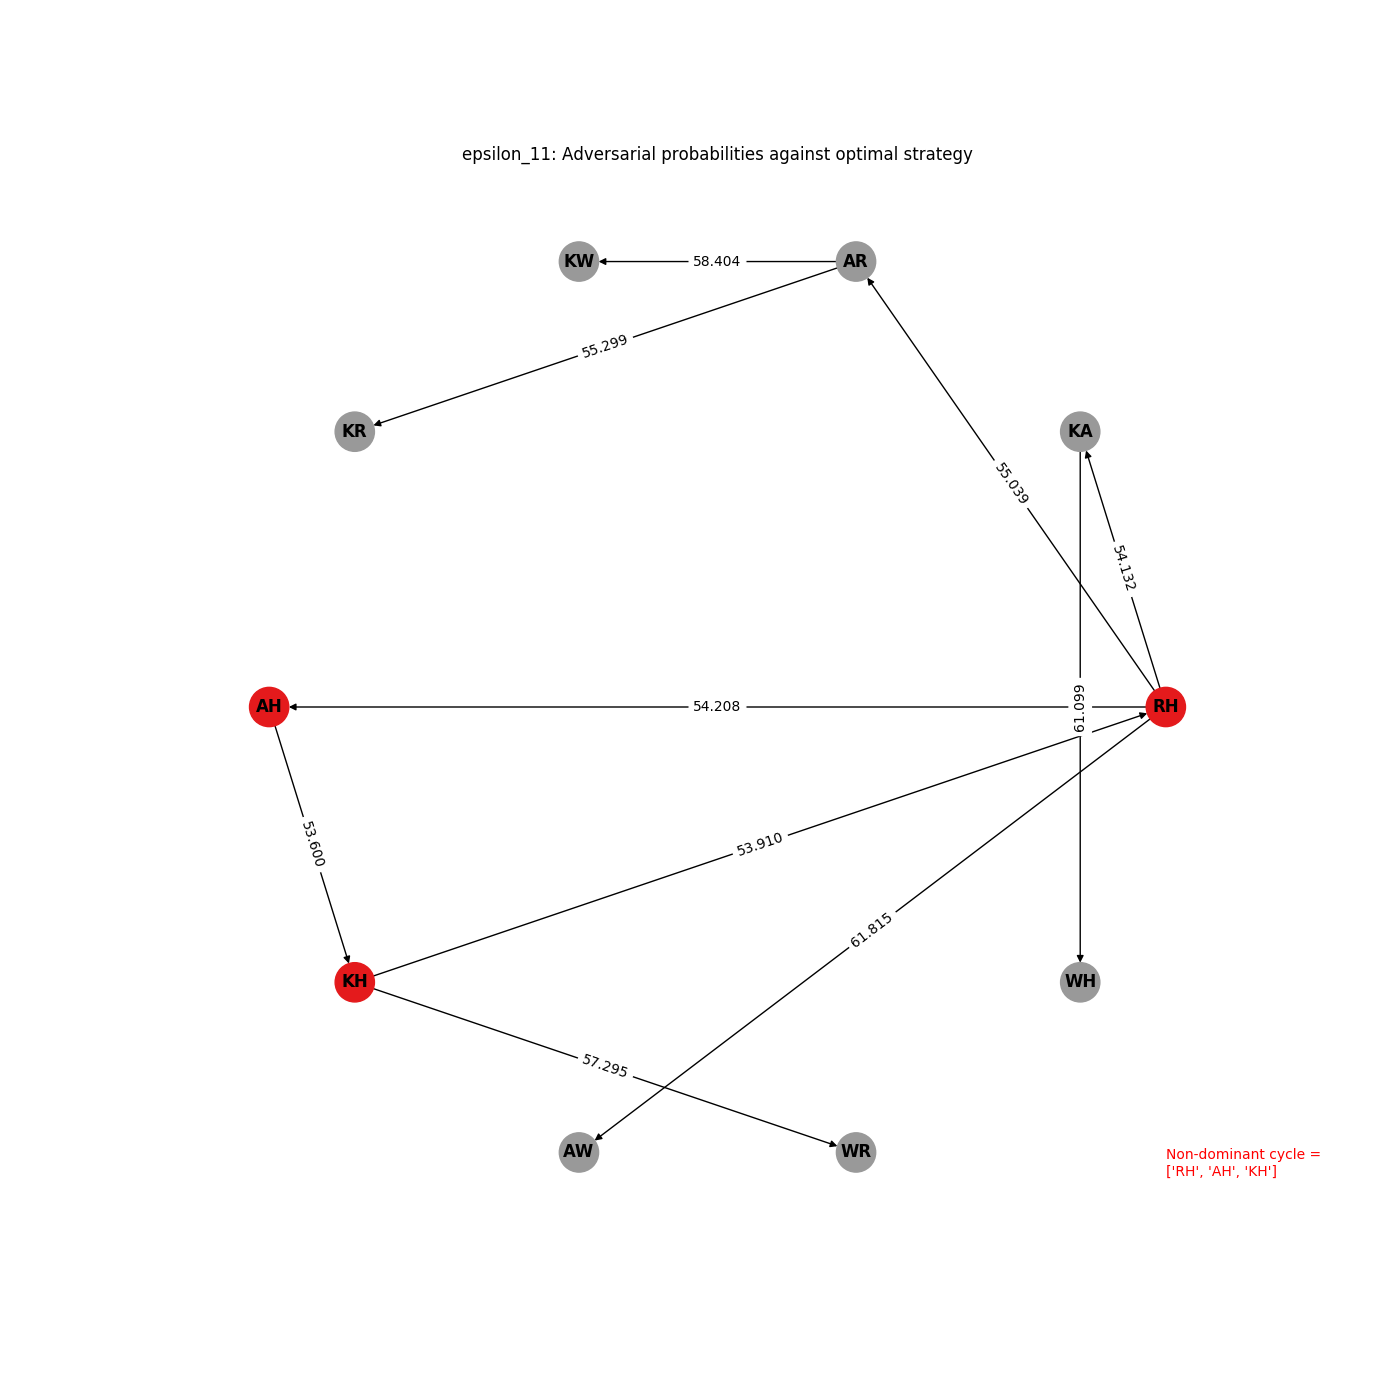 epsilon_11: Adversarial probabilities against optimal strategy
KW
58.404
AR
55.299
KR
KA
55.039
54.132
AH
54.208
61.099
RH
53.600
53.910
61.815
KH
WH
57.295
AW
WR
Non-dominant cycle =
['RH', 'AH', 'KH']